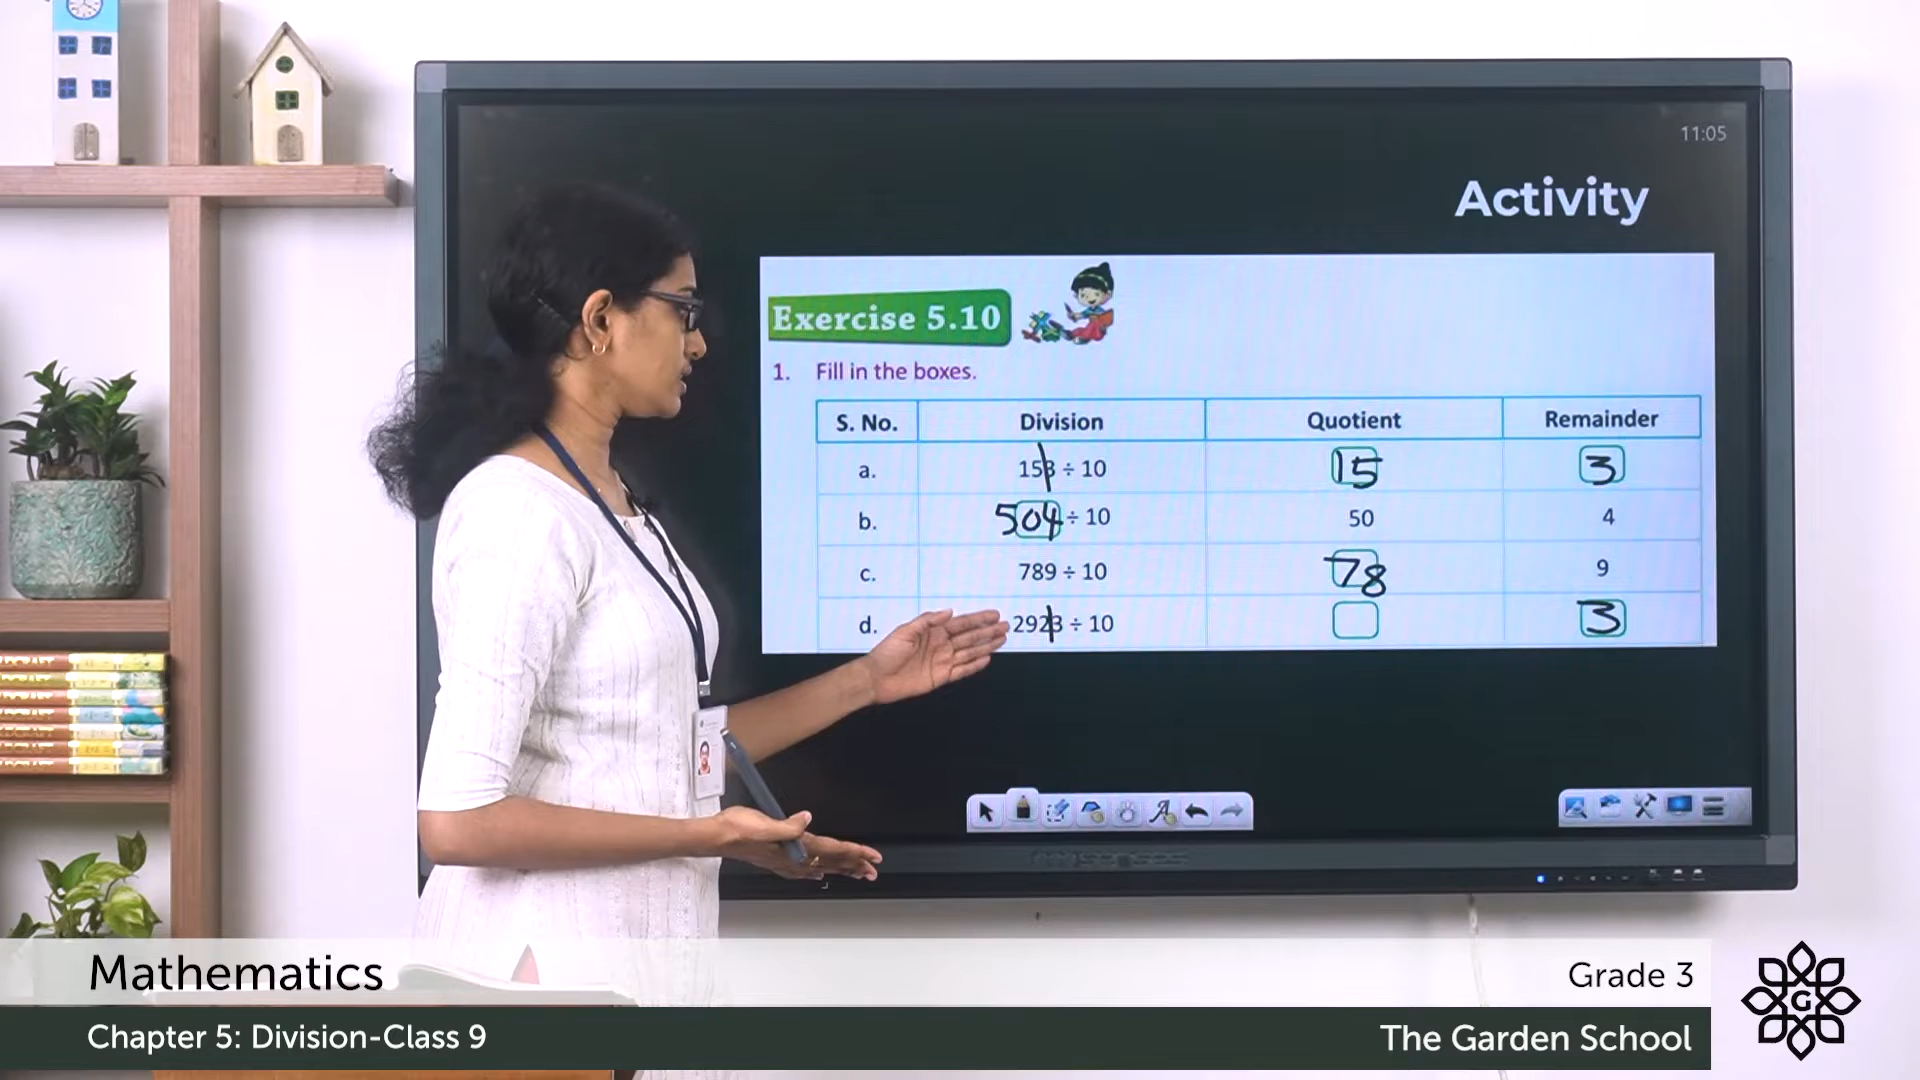 11:05
Activity
Exercise 5.10
1. Fill in the boxes.
S. No. Division Quotient Remainder
a. 153 ÷ 10 15 3
b. 504 ÷ 10 50 4
c. 789 ÷ 10 78 9
d. 2923 ÷ 10 3
Mathematics
Grade 3
Chapter 5: Division-Class 9
The Garden School
G